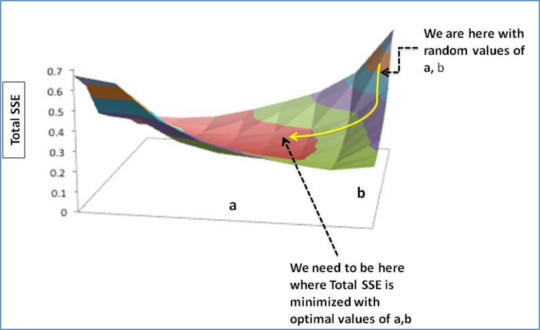 We are here with
random values of
a, b
0.7
0.6
0.5
0.4
0.3
0.2
0.1
0
Total SSE
a
b
We need to be here
where Total SSE is
minimized with
optimal values of a,b